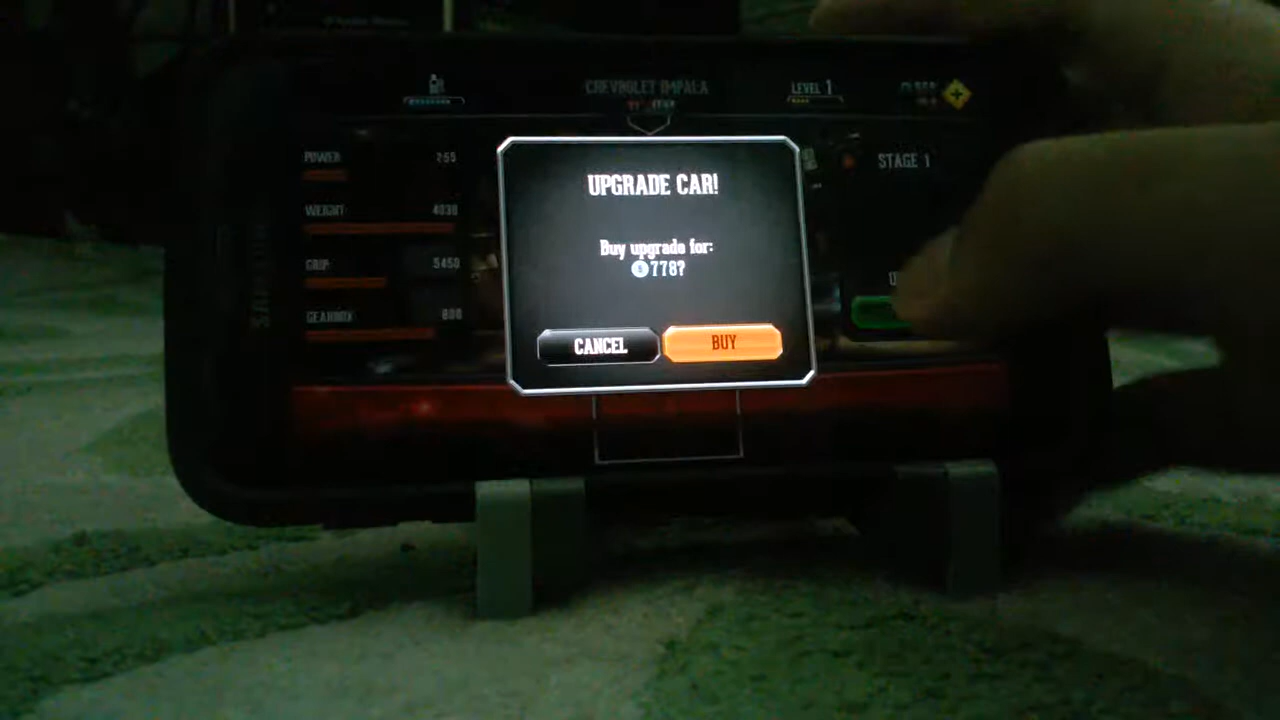 CHEVROLET IMPALA
LEVEL 1
POWER 255
WEIGHT 4030
GRIP 5450
GEARBOX 800
STAGE 1
UPGRADE CAR!
Buy upgrade for:
778?
CANCEL
BUY